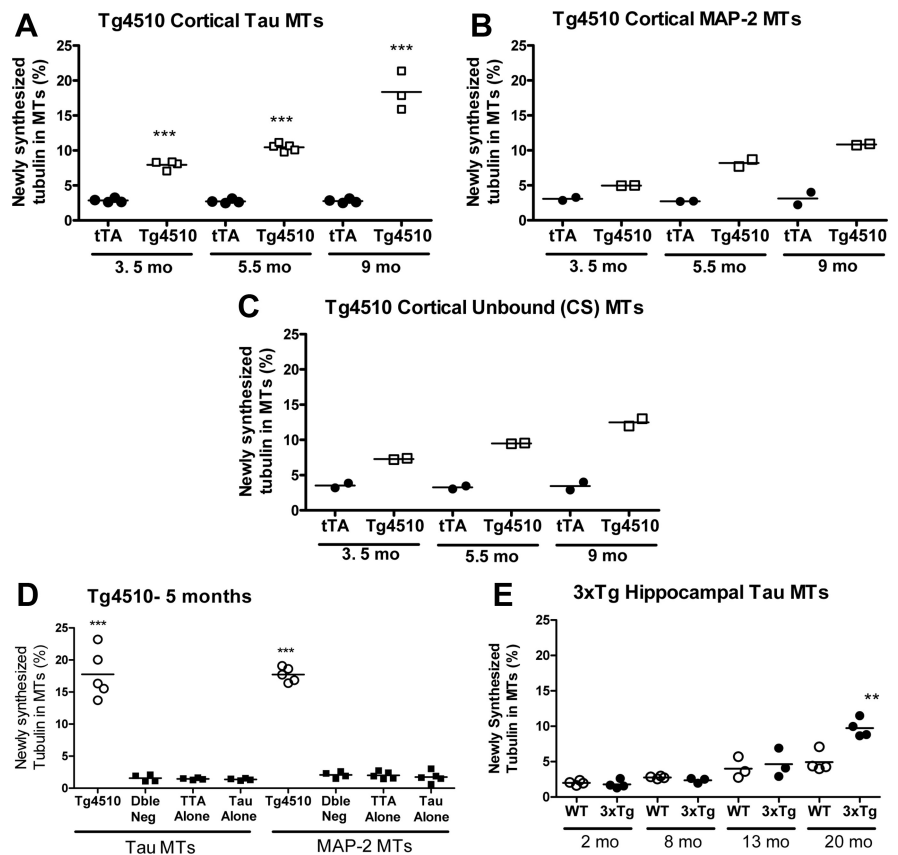 A
Tg4510 Cortical Tau MTs
Newly synthesized
tubulin in MTs (%)
25
20
15
10
5
0
***
***
***
tTA
Tg4510
tTA
Tg4510
tTA
Tg4510
3. 5 mo
5.5 mo
9 mo
B
Tg4510 Cortical MAP-2 MTs
Newly synthesized
tubulin in MTs (%)
25
20
15
10
5
0
tTA
Tg4510
tTA
Tg4510
tTA
Tg4510
3. 5 mo
5.5 mo
9 mo
C
Tg4510 Cortical Unbound (CS) MTs
Newly synthesized
tubulin in MTs (%)
25
20
15
10
5
0
tTA
Tg4510
tTA
Tg4510
tTA
Tg4510
3. 5 mo
5.5 mo
9 mo
D
Tg4510- 5 months
Newly synthesized
Tubulin in MTs (%)
25
20
15
10
5
0
***
***
Tg4510
Dble
Neg
TTA
Alone
Tau
Alone
Tg4510
Dble
Neg
TTA
Alone
Tau
Alone
Tau MTs
MAP-2 MTs
E
3xTg Hippocampal Tau MTs
Newly Synthesized
Tubulin in MTs (%)
25
20
15
10
5
0
**
WT
3xTg
WT
3xTg
WT
3xTg
WT
3xTg
2 mo
8 mo
13 mo
20 mo